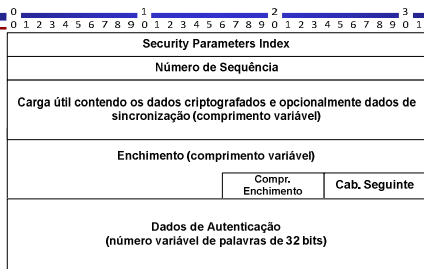 0 1 2 3
0 1 2 3 4 5 6 7 8 9 0 1 2 3 4 5 6 7 8 9 0 1 2 3 4 5 6 7 8 9 0 1
Security Parameters Index
Número de Sequência
Carga útil contendo os dados criptografados e opcionalmente dados de
sincronização (comprimento variável)
Enchimento (comprimento variável)
Compr.
Enchimento
Cab. Seguinte
Dados de Autenticação
(número variável de palavras de 32 bits)